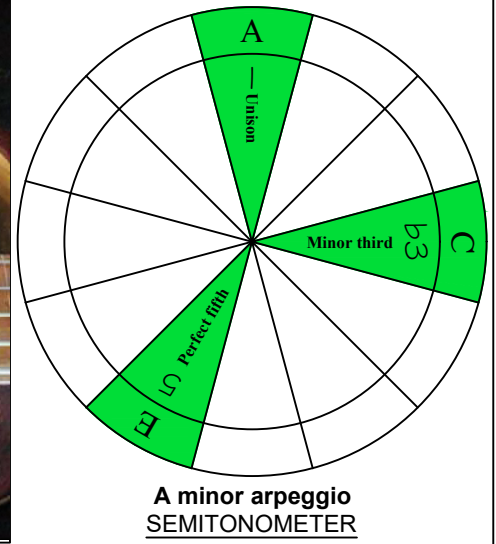 A
1 Unison
C
b3 Minor third
E
5 Perfect fifth
A minor arpeggio
SEMITONOMETER